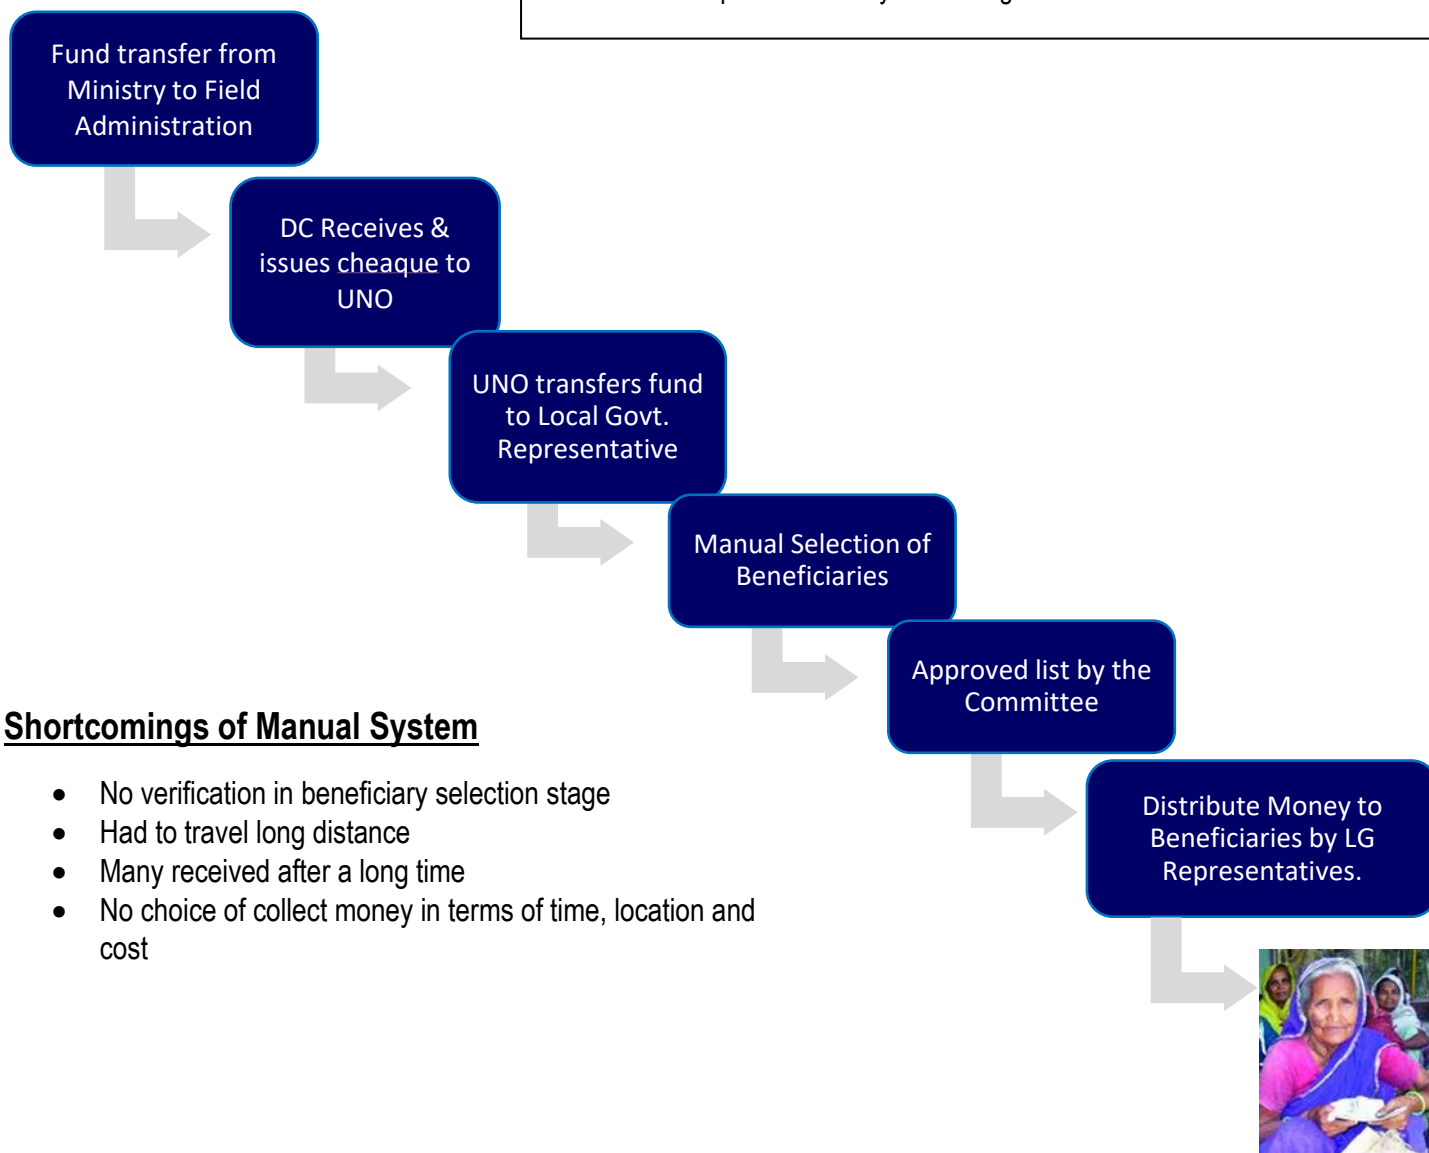 Fund transfer from
Ministry to Field
Administration
DC Receives &
issues cheaque to
UNO
UNO transfers fund
to Local Govt.
Representative
Manual Selection of
Beneficiaries
Approved list by the
Committee
Distribute Money to
Beneficiaries by LG
Representatives.
Shortcomings of Manual System
• No verification in beneficiary selection stage
• Had to travel long distance
• Many received after a long time
• No choice of collect money in terms of time, location and
cost